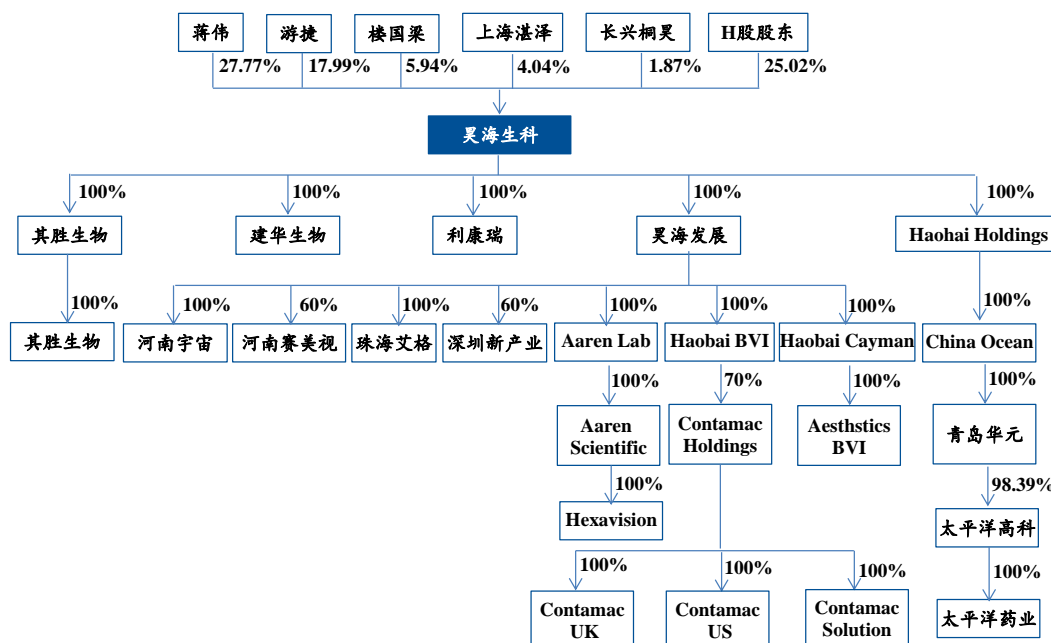 蒋伟
游捷
楼国梁
上海湛泽
长兴桐昊
H股股东
27.77%
17.99%
5.94%
4.04%
1.87%
25.02%
昊海生科
100%
100%
100%
100%
100%
其胜生物
建华生物
利康瑞
昊海发展
Haohai Holdings
100%
100%
60%
100%
60%
100%
100%
100%
100%
其胜生物
河南宇宙
河南赛美视
珠海艾格
深圳新产业
Aaren Lab
Haobai BVI
Haobai Cayman
China Ocean
100%
70%
100%
100%
Aaren
Scientific
Contamac
Holdings
Aesthstics
BVI
青岛华元
100%
98.39%
Hexavision
太平洋高科
100%
100%
100%
100%
Contamac
UK
Contamac
US
Contamac
Solution
太平洋药业